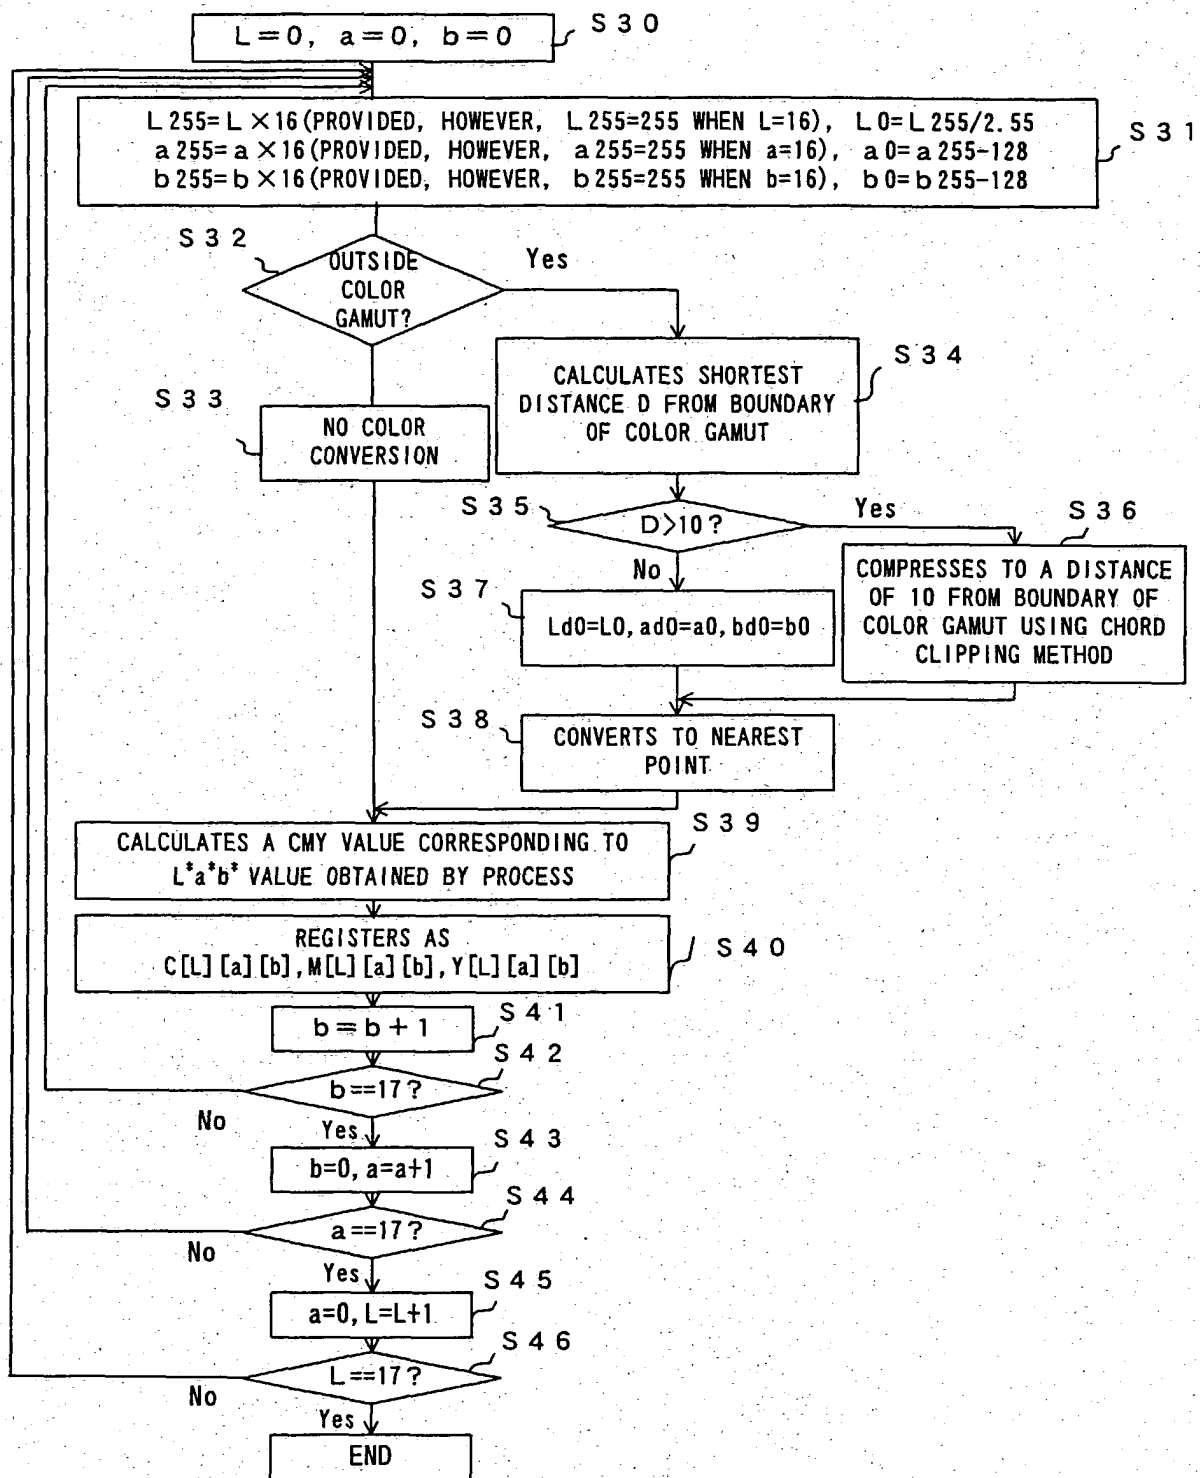 L=0, a=0, b=0
S30
L255=L×16(PROVIDED, HOWEVER, L255=255 WHEN L=16), L0=L255/2.55
a255=a×16(PROVIDED, HOWEVER, a255=255 WHEN a=16), a0=a255-128
b255=b×16(PROVIDED, HOWEVER, b255=255 WHEN b=16), b0=b255-128
S31
S32
OUTSIDE
COLOR
GAMUT?
Yes
S33
NO COLOR
CONVERSION
CALCULATES SHORTEST
DISTANCE D FROM BOUNDARY
OF COLOR GAMUT
S34
S35
D>10?
Yes
No
S36
COMPRESSES TO A DISTANCE
OF 10 FROM BOUNDARY OF
COLOR GAMUT USING CHORD
CLIPPING METHOD
S37
Ld0=L0, ad0=a0, bd0=b0
S38
CONVERTS TO NEAREST
POINT
CALCULATES A CMY VALUE CORRESPONDING TO
L*a*b* VALUE OBTAINED BY PROCESS
S39
REGISTERS AS
C[L][a][b], M[L][a][b], Y[L][a][b]
S40
b=b+1
S41
b==17?
S42
No
Yes
b=0, a=a+1
S43
a==17?
S44
No
Yes
a=0, L=L+1
S45
L==17?
S46
No
Yes
END